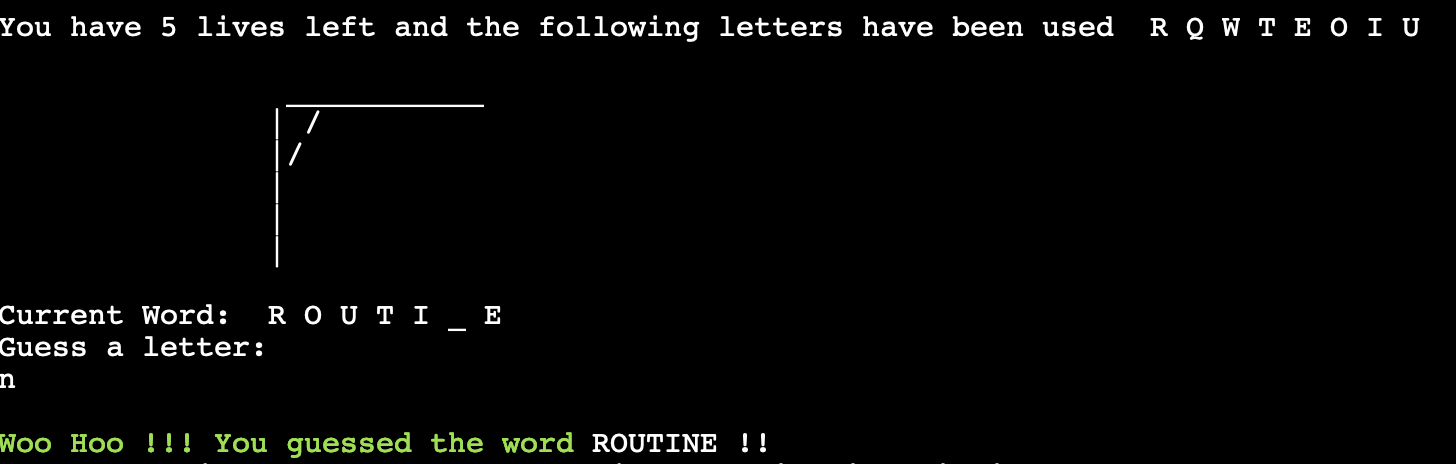 You have 5 lives left and the following letters have been used  R Q W T E O I U
Current Word:  R O U T I _ E
Guess a letter:
n
Woo Hoo !!! You guessed the word ROUTINE !!